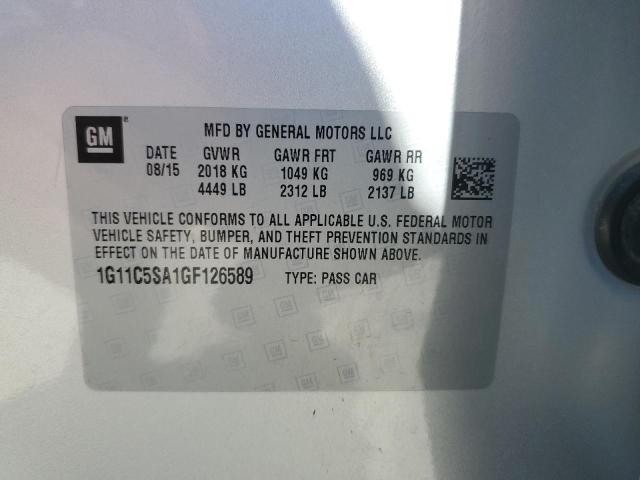 GM
MFD BY GENERAL MOTORS LLC
DATE GVWR GAWR FRT GAWR RR
08/15 2018 KG 1049 KG 969 KG
4449 LB 2312 LB 2137 LB
THIS VEHICLE CONFORMS TO ALL APPLICABLE U.S. FEDERAL MOTOR
VEHICLE SAFETY, BUMPER, AND THEFT PREVENTION STANDARDS IN
EFFECT ON THE DATE OF MANUFACTURE SHOWN ABOVE.
1G11C5SA1GF126589 TYPE: PASS CAR